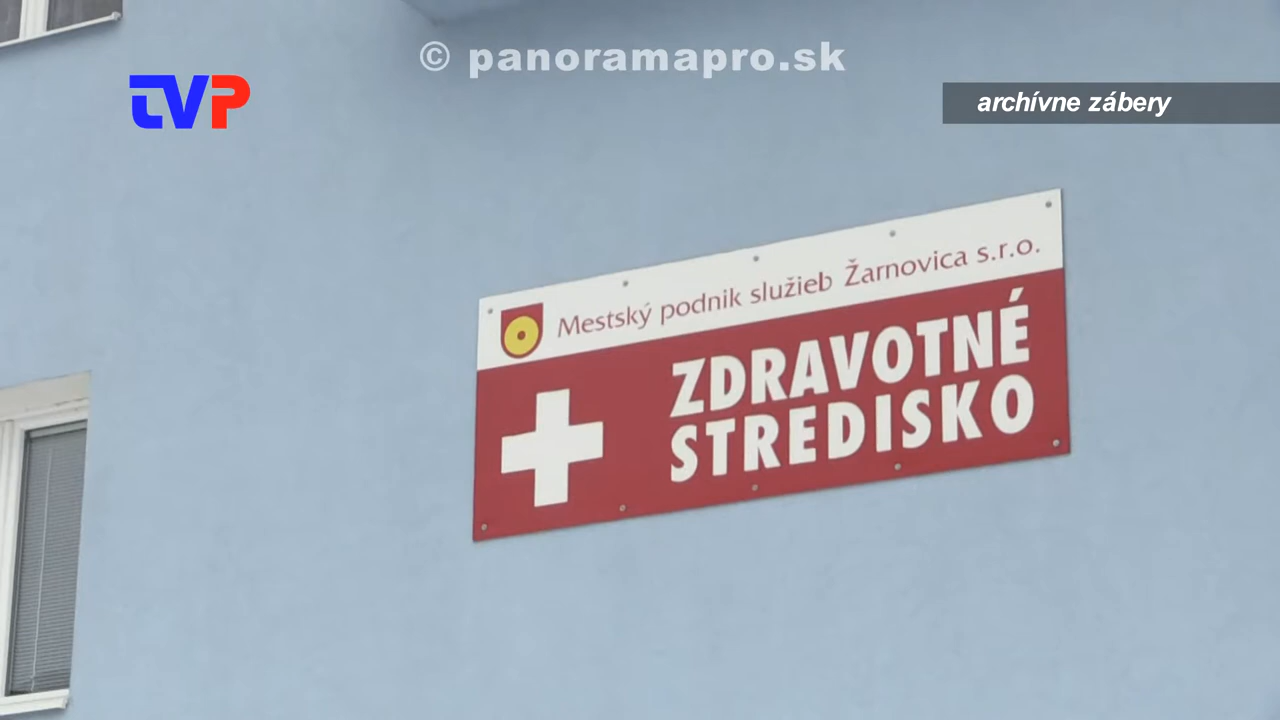 © panoramapro.sk
TVP
archívne zábery
Mestský podnik služieb Žarnovica s.r.o.
ZDRAVOTNÉ
STREDISKO